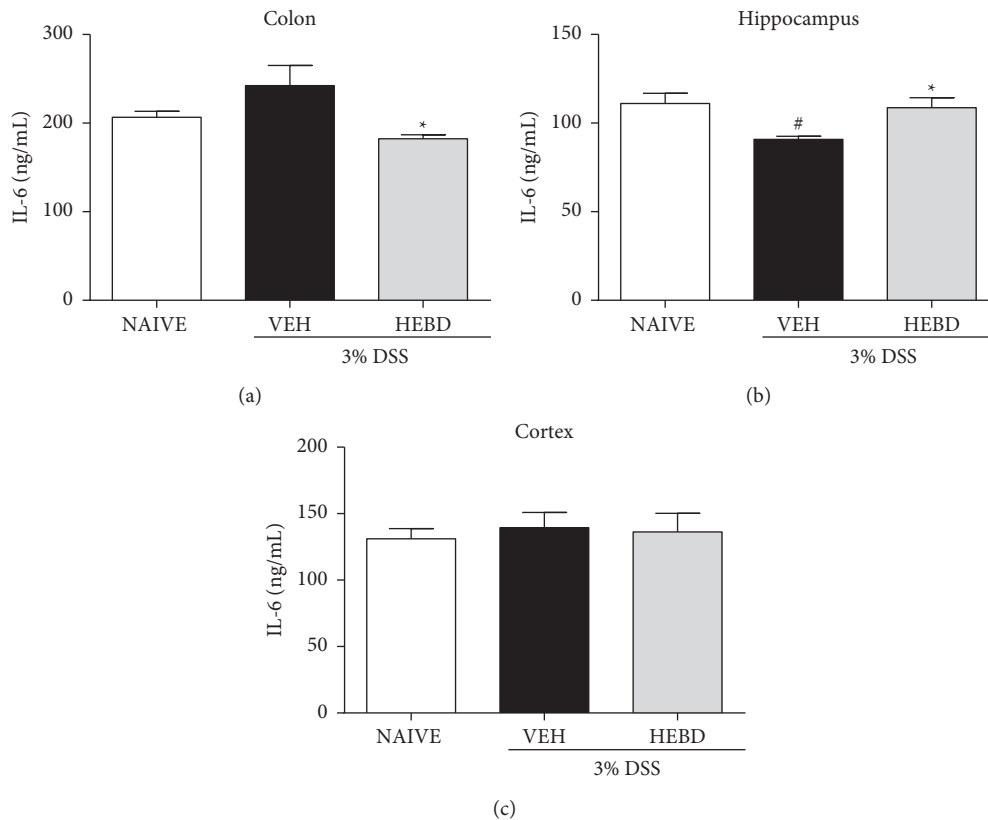 Colon
300
200
200
0
IL-6 (ng/mL)
NAIVE VEH HEBD
*
3% DSS
(a)
Hippocampus
150
100
50
0
IL-6 (ng/mL)
#
*
NAIVE VEH HEBD
3% DSS
(b)
Cortex
200
150
100
50
0
IL-6 (ng/mL)
NAIVE VEH HEBD
3% DSS
(c)